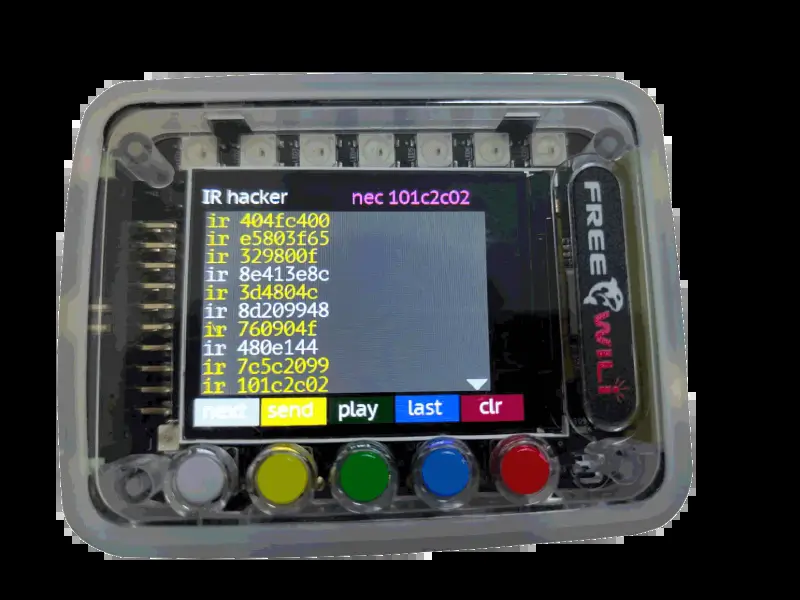 IR hacker nec 101c2c02
ir 404fc400
ir e5803f65
ir 329800f
ir 8e413e8c
ir 3d4804c
ir 8d209948
ir 760904f
ir 480e144
ir 7c5c2099
ir 101c2c02
next send play last clr
FREE WILi